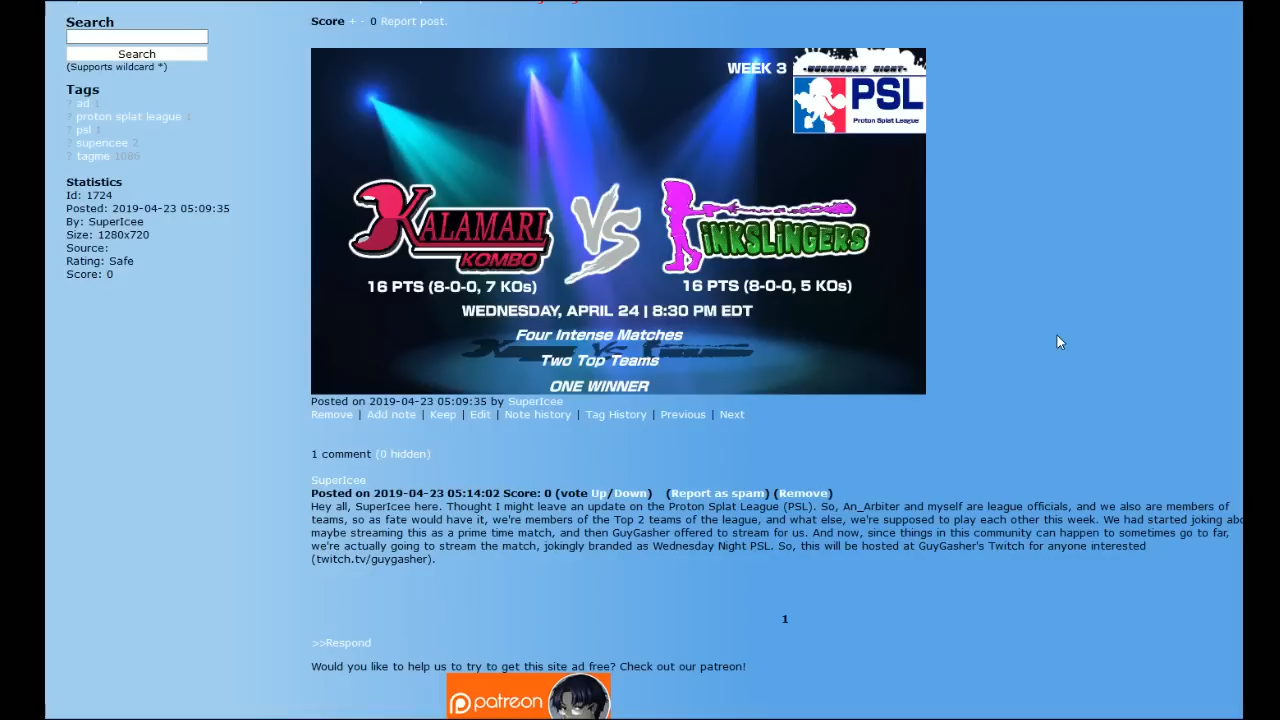 Search
Search
(Supports wildcard *)
Tags
? ad 1
? proton splat league 1
? psl 1
? supencee 2
? tagme 1086
Statistics
Id: 1724
Posted: 2019-04-23 05:09:35
By: SuperIcee
Size: 1280x720
Source:
Rating: Safe
Score: 0
Score + - 0 Report post.
WEEK 3
-WEDNESDAY NIGHT-
PSL
Proton Splat League
KALAMARI
KOMBO
VS
iNKSLiNGERS
16 PTS (8-0-0, 7 KOs)
16 PTS (8-0-0, 5 KOs)
WEDNESDAY, APRIL 24 | 8:30 PM EDT
Four Intense Matches
Two Top Teams
ONE WINNER
Posted on 2019-04-23 05:09:35 by SuperIcee
Remove | Add note | Keep | Edit | Note history | Tag History | Previous | Next
1 comment (0 hidden)
SuperIcee
Posted on 2019-04-23 05:14:02 Score: 0 (vote Up/Down) (Report as spam) (Remove)
Hey all, SuperIcee here. Thought I might leave an update on the Proton Splat League (PSL). So, An_Arbiter and myself are league officials, and we also are members of
teams, so as fate would have it, we're members of the Top 2 teams of the league, and what else, we're supposed to play each other this week. We had started joking abo
maybe streaming this as a prime time match, and then GuyGasher offered to stream for us. And now, since things in this community can happen to sometimes go to far,
we're actually going to stream the match, jokingly branded as Wednesday Night PSL. So, this will be hosted at GuyGasher's Twitch for anyone interested
(twitch.tv/guygasher).
1
>>Respond
Would you like to help us to try to get this site ad free? Check out our patreon!
patreon